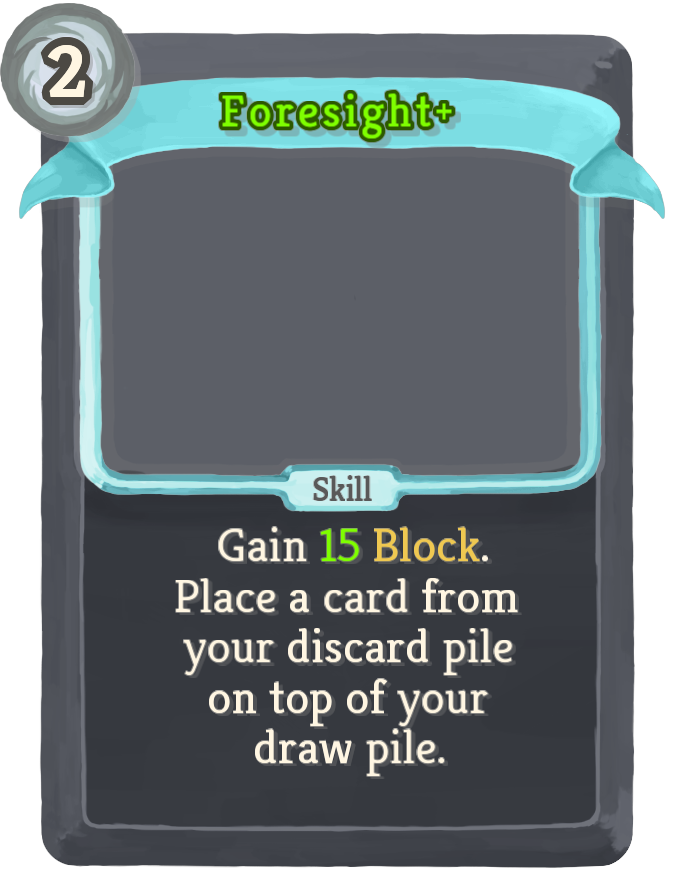 2
Foresight+
Skill
Gain 15 Block.
Place a card from
your discard pile
on top of your
draw pile.